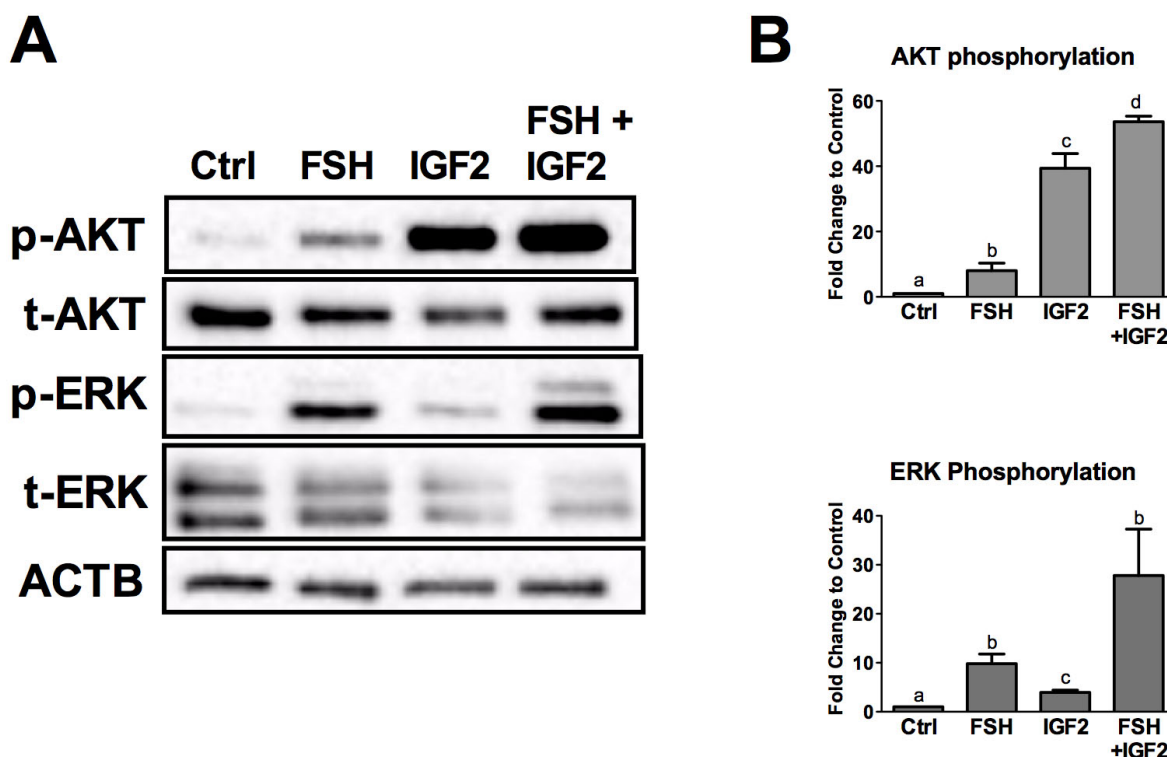 A
Ctrl FSH IGF2 FSH +
IGF2
p-AKT
t-AKT
p-ERK
t-ERK
ACTB
B
AKT phosphorylation
Fold Change to Control
60
40
20
0
a
b
c
d
Ctrl FSH IGF2 FSH
+IGF2
ERK Phosphorylation
Fold Change to Control
40
30
20
10
0
a
b
c
b
Ctrl FSH IGF2 FSH
+IGF2